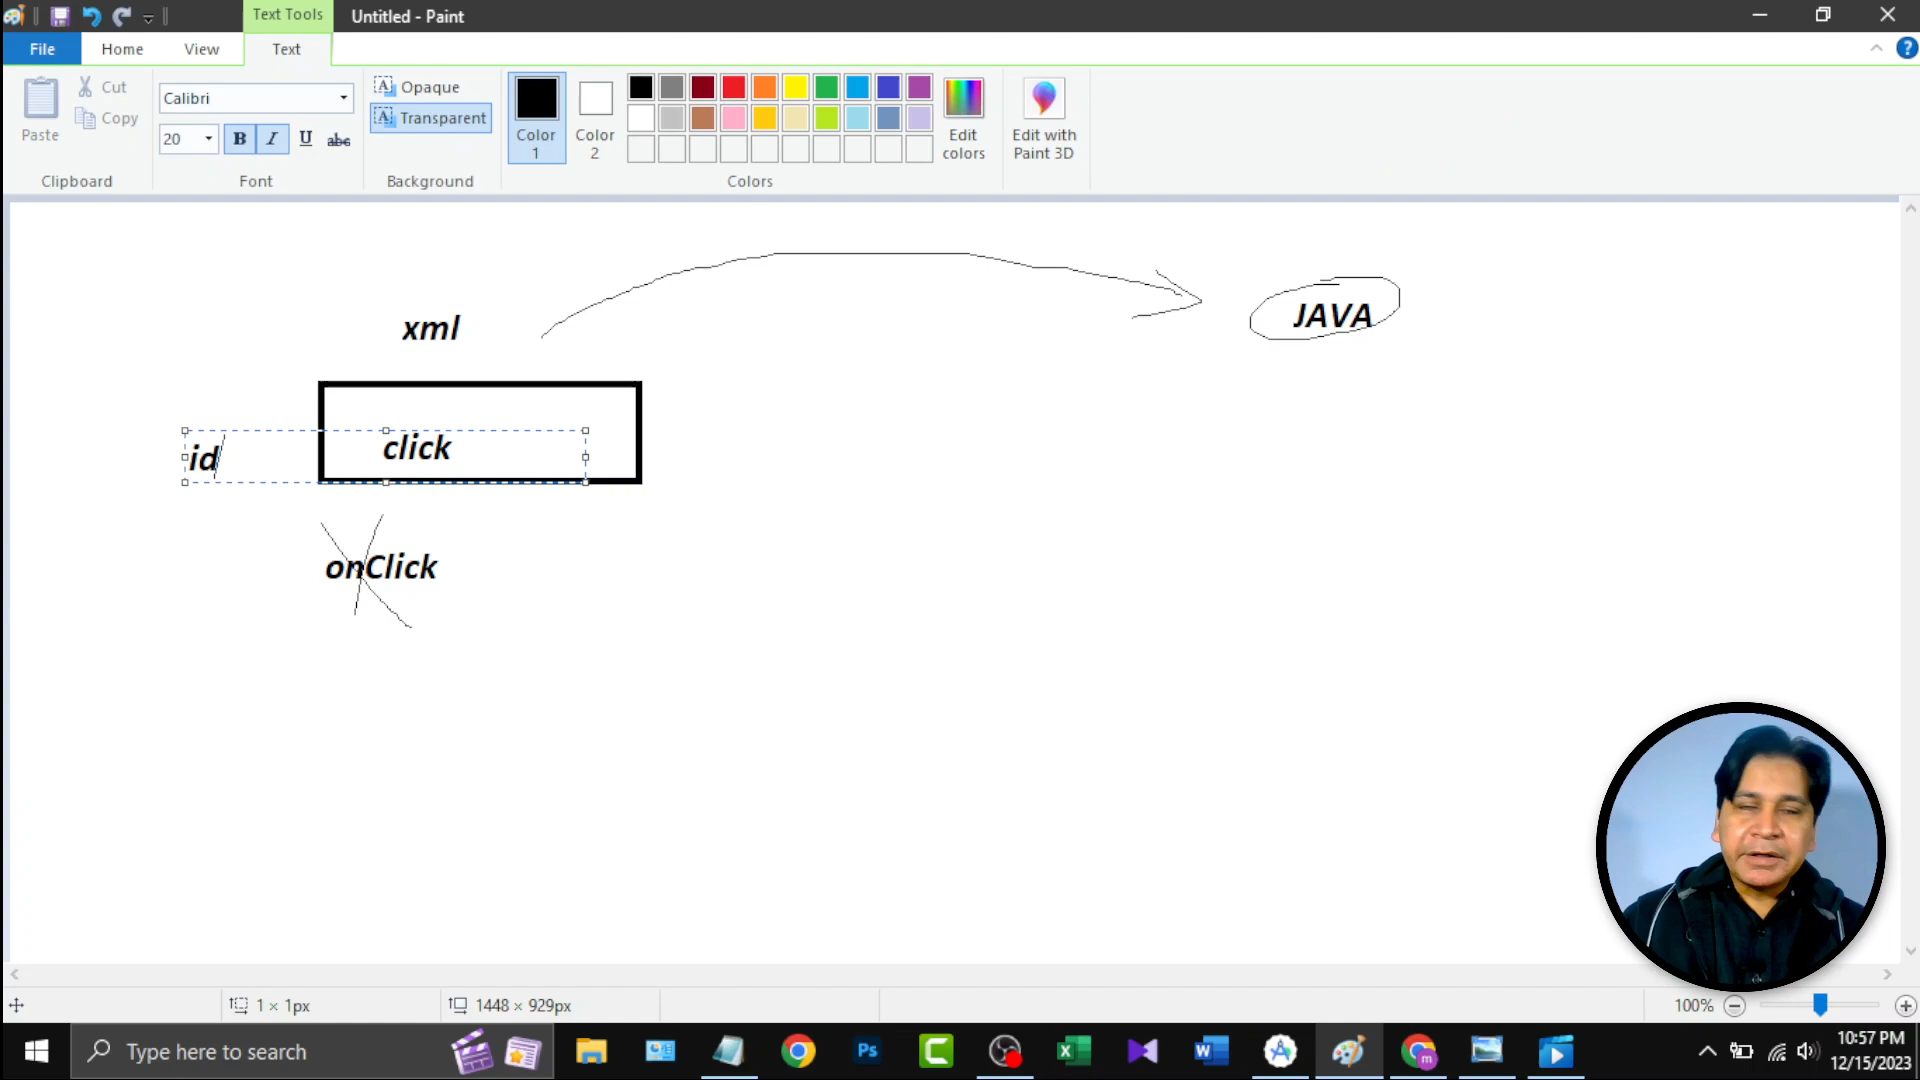 Text Tools
Untitled - Paint
File
Home
View
Text
Paste
Cut
Copy
Clipboard
Calibri
20
B
I
U
abc
Font
Opaque
Transparent
Background
Color
1
Color
2
Edit
colors
Colors
Edit with
Paint 3D
xml
JAVA
click
id
onClick
1 × 1px
1448 × 929px
100%
Type here to search
10:57 PM
12/15/2023